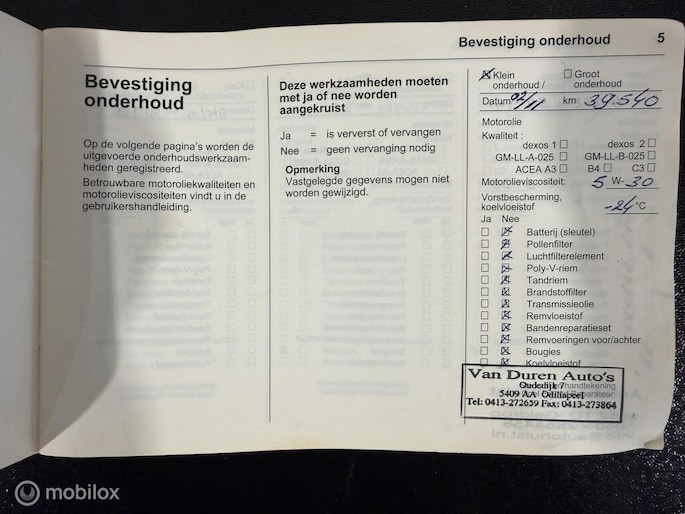 Bevestiging onderhoud 5
Bevestiging
onderhoud
Op de volgende pagina's worden de
uitgevoerde onderhoudswerkzaam-
heden geregistreerd.
Betrouwbare motoroliekwaliteiten en
motorolieviscositeiten vindt u in de
gebruikershandleiding.
Deze werkzaamheden moeten
met ja of nee worden
aangekruist
Ja = is ververst of vervangen
Nee = geen vervanging nodig
Opmerking
Vastgelegde gegevens mogen niet
worden gewijzigd.
Klein onderhoud / Groot onderhoud
Datum 02/11 km: 39.540
Motorolie
Kwaliteit :
dexos 1 dexos 2
GM-LL-A-025 GM-LL-B-025
ACEA A3 B4 C3
Motorolieviscositeit: 5 W-30
Vorstbescherming,
koelvloeistof -24 °C
Ja Nee
Batterij (sleutel)
Pollenfilter
Luchtfilterelement
Poly-V-riem
Tandriem
Brandstoffilter
Transmissieolie
Remvloeistof
Bandenreparatieset
Remvoeringen voor/achter
Bougies
Koelvloeistof
Van Duren Auto's
Oudedijk 7
5409 AA Odiliapeel
Tel: 0413-272659 Fax: 0413-273864
mobilox